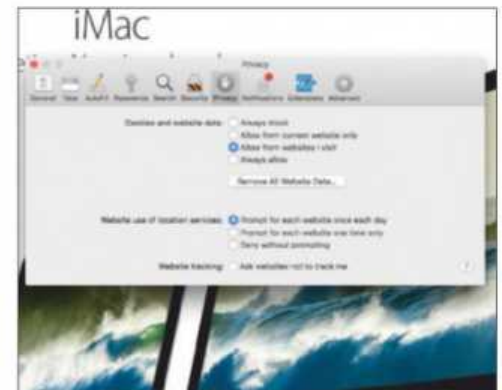 iMac
Privacy
General Tabs AutoFill Passwords Search Security Privacy Notifications Extensions Advanced
Cookies and website data: Always block
Allow from current website only
Allow from websites I visit
Always allow
Remove All Website Data...
Website use of location services: Prompt for each website once each day
Prompt for each website one time only
Deny without prompting
Website tracking: Ask websites not to track me
?